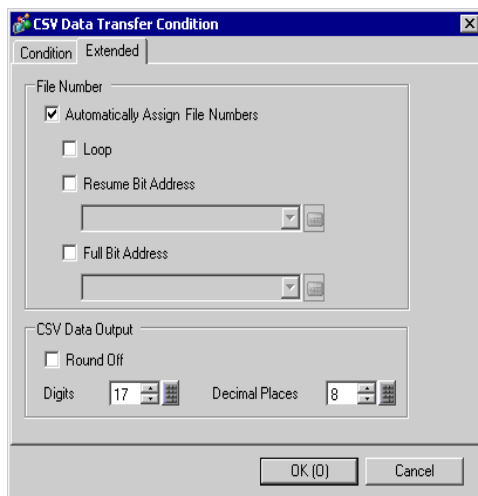 CSV Data Transfer Condition
Condition Extended
File Number
Automatically Assign File Numbers
Loop
Resume Bit Address
Full Bit Address
CSV Data Output
Round Off
Digits 17 Decimal Places 8
OK (O) Cancel